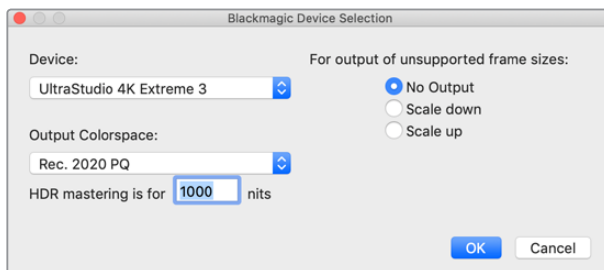 Blackmagic Device Selection
Device:
UltraStudio 4K Extreme 3
Output Colorspace:
Rec. 2020 PQ
HDR mastering is for 1000 nits
For output of unsupported frame sizes:
No Output
Scale down
Scale up
OK
Cancel